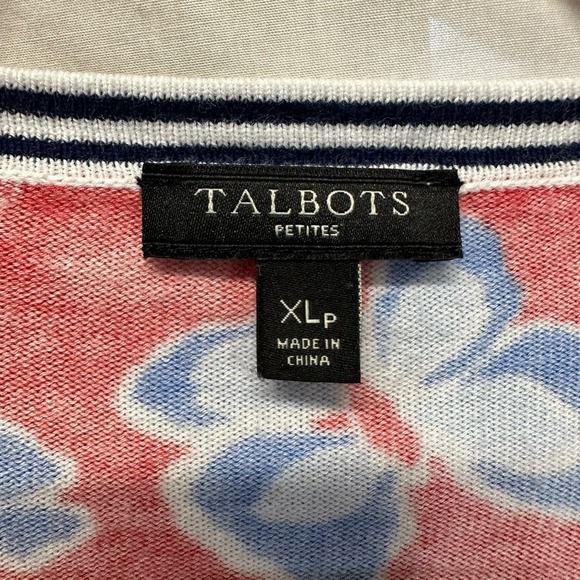 TALBOTS
PETITES
XLP
MADE IN
CHINA